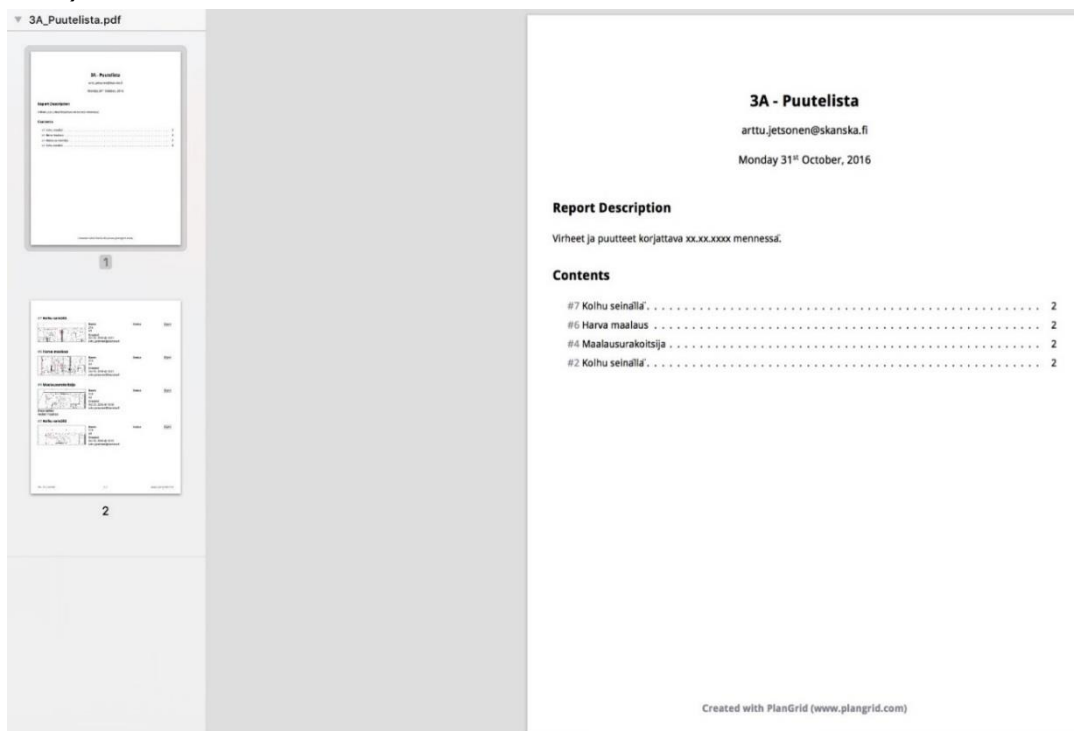 3A_Puutelista.pdf
1
2
3A - Puutelista
arttu.jetsonen@skanska.fi
Monday 31st October, 2016
Report Description
Virheet ja puutteet korjattava xx.xx.xxxx mennessä.
Contents
#7 Kolhu seinällä . . . . . . . . . . . . . . . . . . . . . . . . . . . . . . . . . . . . . . . . . . . . . . . . . . . . . . . . . . 2
#6 Harva maalaus . . . . . . . . . . . . . . . . . . . . . . . . . . . . . . . . . . . . . . . . . . . . . . . . . . . . . . . . . . 2
#4 Maalausurakoitsija . . . . . . . . . . . . . . . . . . . . . . . . . . . . . . . . . . . . . . . . . . . . . . . . . . . . . . . 2
#2 Kolhu seinällä . . . . . . . . . . . . . . . . . . . . . . . . . . . . . . . . . . . . . . . . . . . . . . . . . . . . . . . . . . 2
Created with PlanGrid (www.plangrid.com)